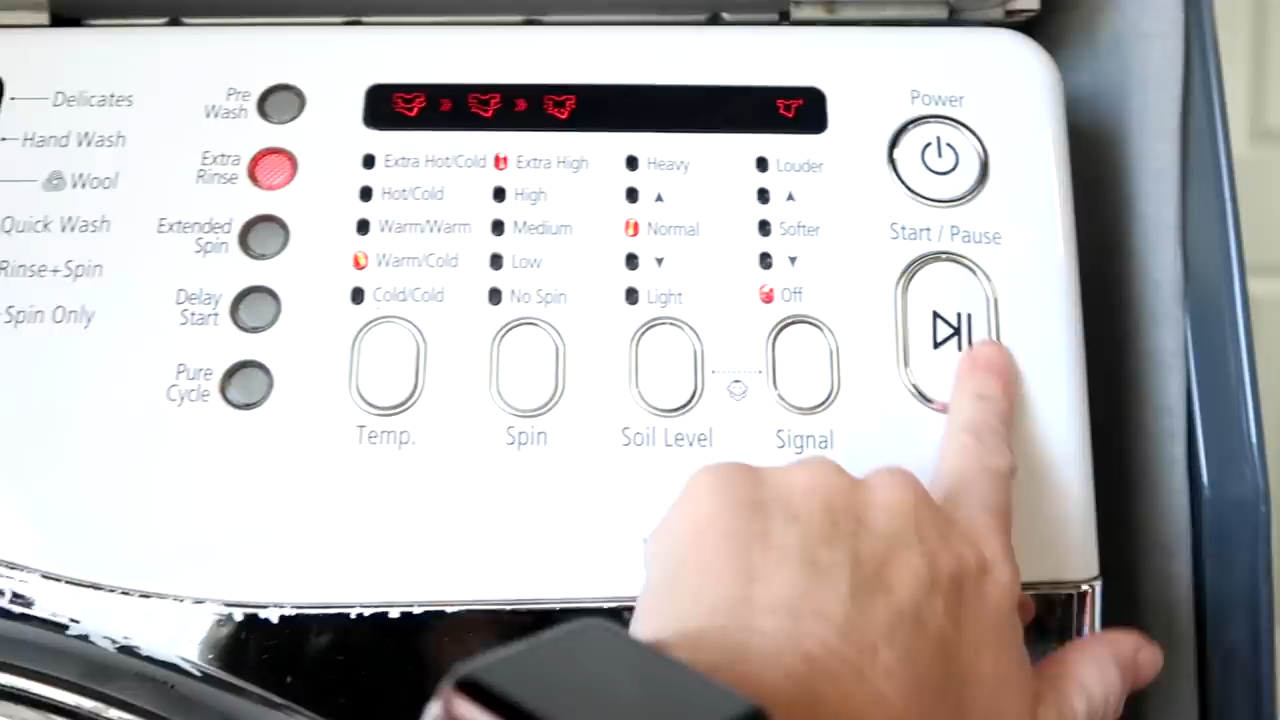 Delicates
Hand Wash
Wool
Quick Wash
Rinse+Spin
Spin Only
Pre
Wash
Extra
Rinse
Extended
Spin
Delay
Start
Pure
Cycle
Extra Hot/Cold
Hot/Cold
Warm/Warm
Warm/Cold
Cold/Cold
Temp.
Extra High
High
Medium
Low
No Spin
Spin
Heavy
Normal
Light
Soil Level
Louder
Softer
Off
Signal
Power
Start / Pause